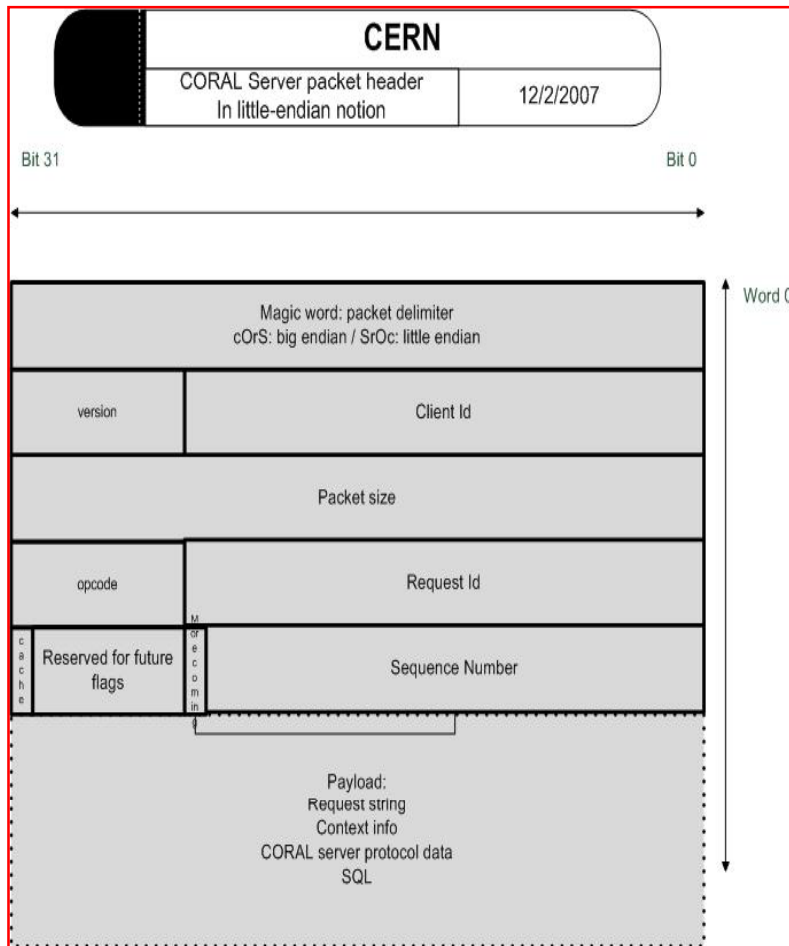 CERN
CORAL Server packet header
In little-endian notion
12/2/2007
Bit 31
Bit 0
Word 0
Magic word: packet delimiter
cOrS: big endian / SrOc: little endian
version
Client Id
Packet size
opcode
Request Id
cache
Reserved for future
flags
More coming
Sequence Number
Payload:
Request string
Context info
CORAL server protocol data
SQL